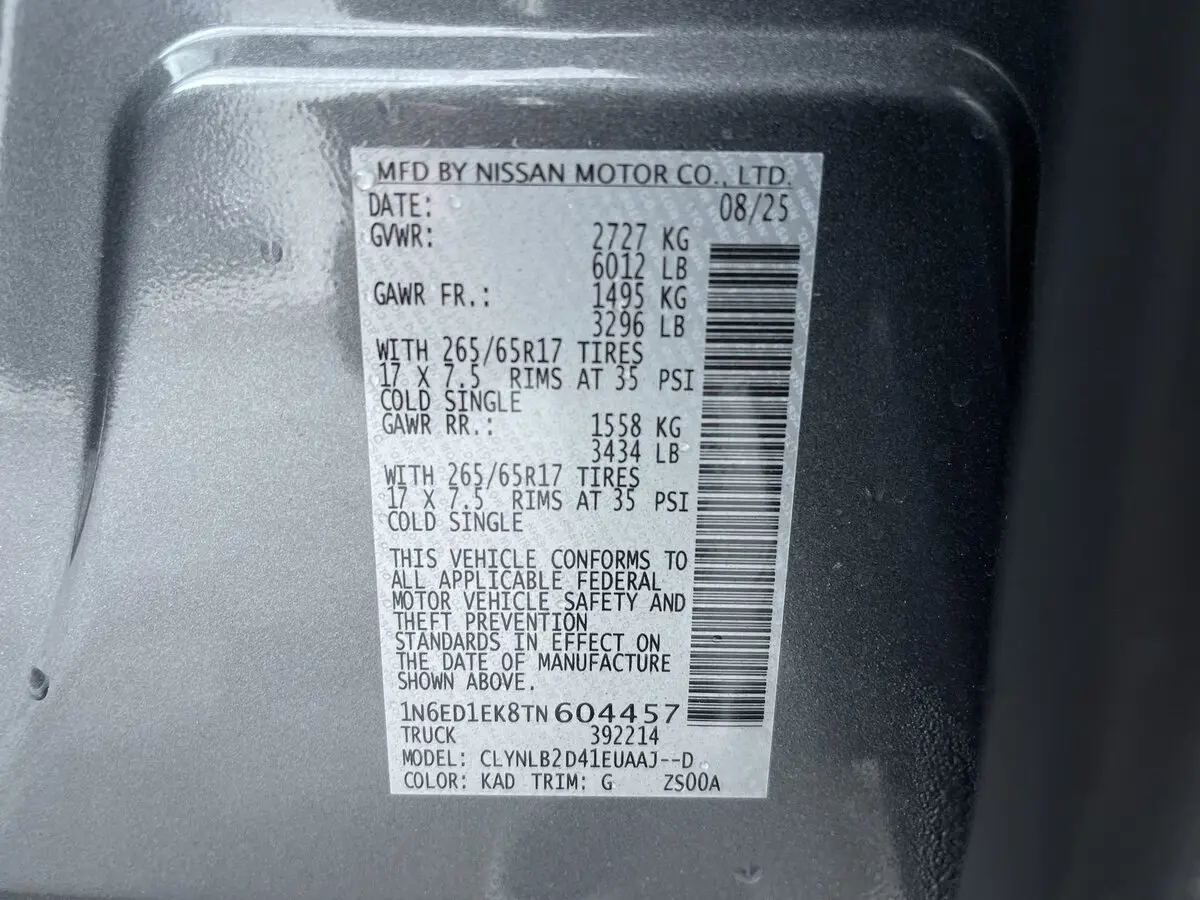 MFD BY NISSAN MOTOR CO., LTD.
DATE: 08/25
GVWR: 2727 KG
6012 LB
GAWR FR.: 1495 KG
3296 LB
WITH 265/65R17 TIRES
17 X 7.5 RIMS AT 35 PSI
COLD SINGLE
GAWR RR.: 1558 KG
3434 LB
WITH 265/65R17 TIRES
17 X 7.5 RIMS AT 35 PSI
COLD SINGLE
THIS VEHICLE CONFORMS TO
ALL APPLICABLE FEDERAL
MOTOR VEHICLE SAFETY AND
THEFT PREVENTION
STANDARDS IN EFFECT ON
THE DATE OF MANUFACTURE
SHOWN ABOVE.
1N6ED1EK8TN604457
TRUCK 392214
MODEL: CLYNLB2D41EUAAJ--D
COLOR: KAD TRIM: G ZS00A